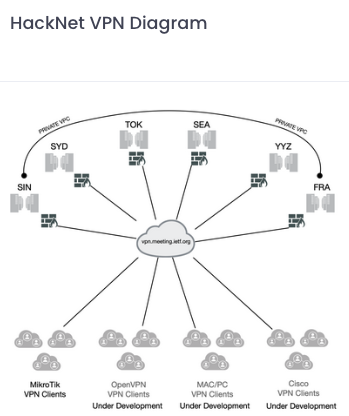 HackNet VPN Diagram
PRIVATE VPC
PRIVATE VPC
TOK
SEA
SYD
YYZ
SIN
FRA
vpn.meeting.ietf.org
MikroTik
VPN Clients
OpenVPN
VPN Clients
Under Development
MAC/PC
VPN Clients
Under Development
Cisco
VPN Clients
Under Development